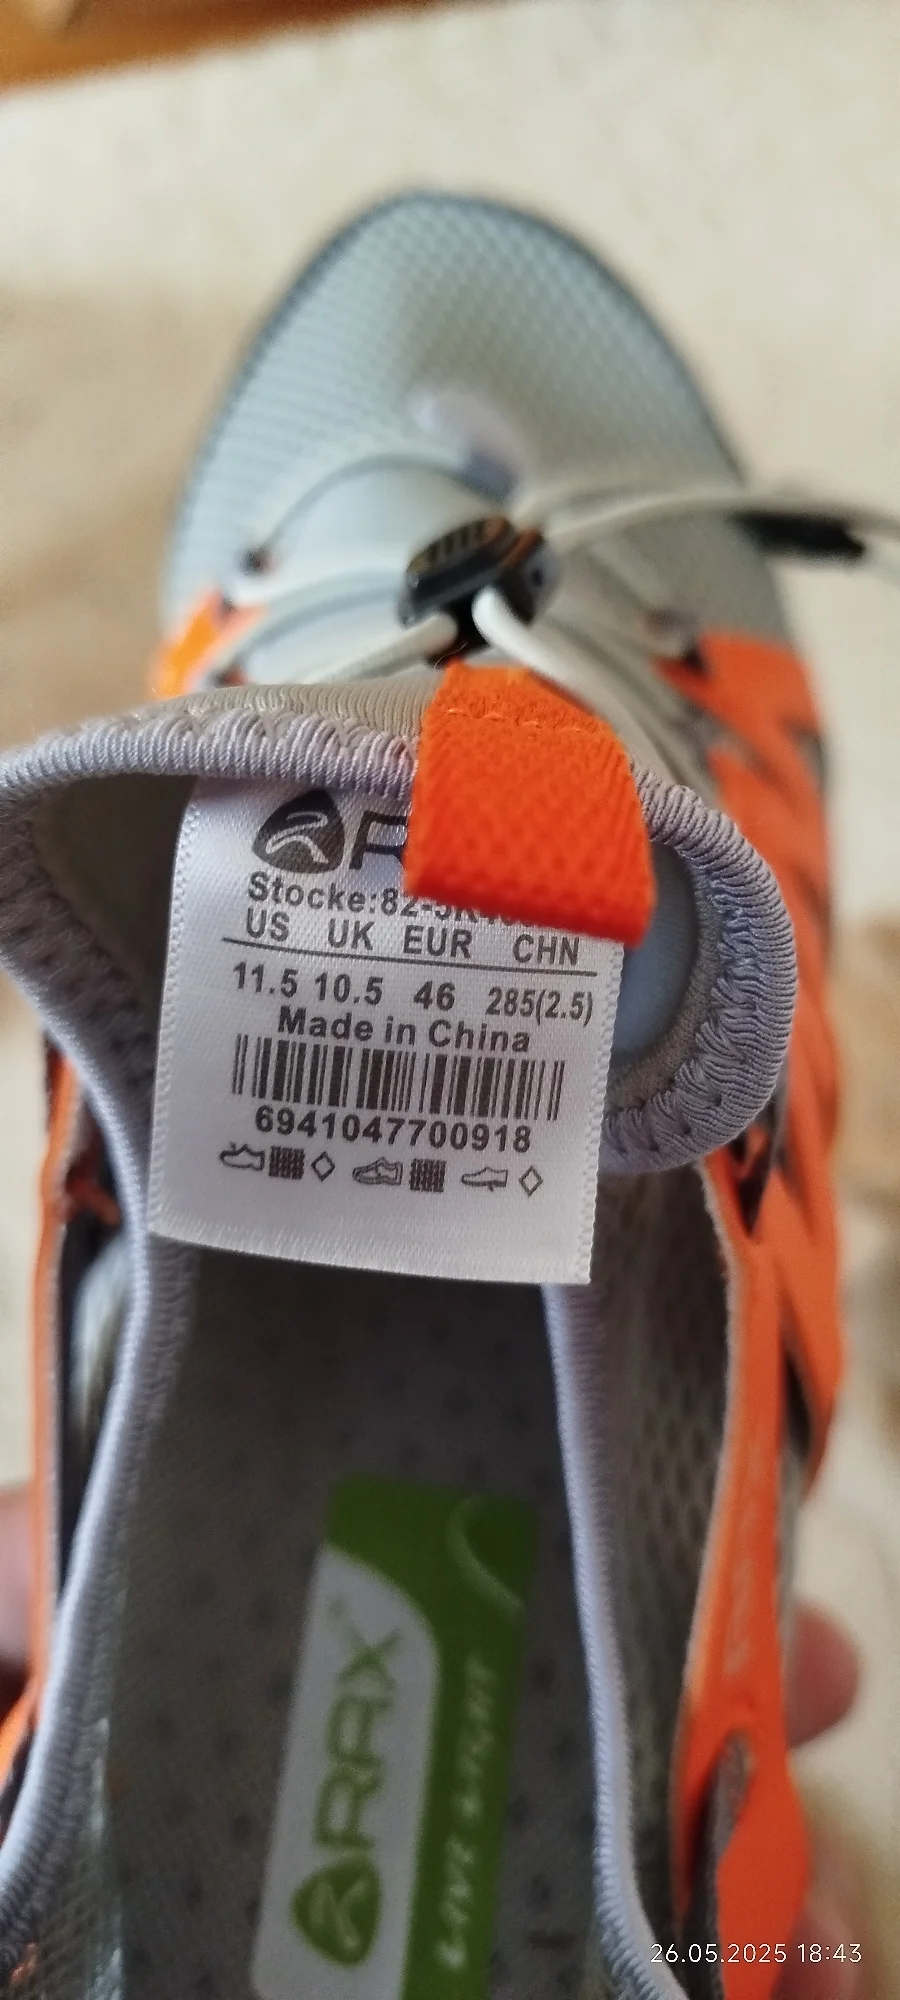 Stocke:82-5K
US UK EUR CHN
11.5 10.5 46 285(2.5)
Made in China
6941047700918
RAX
26.05.2025 18:43